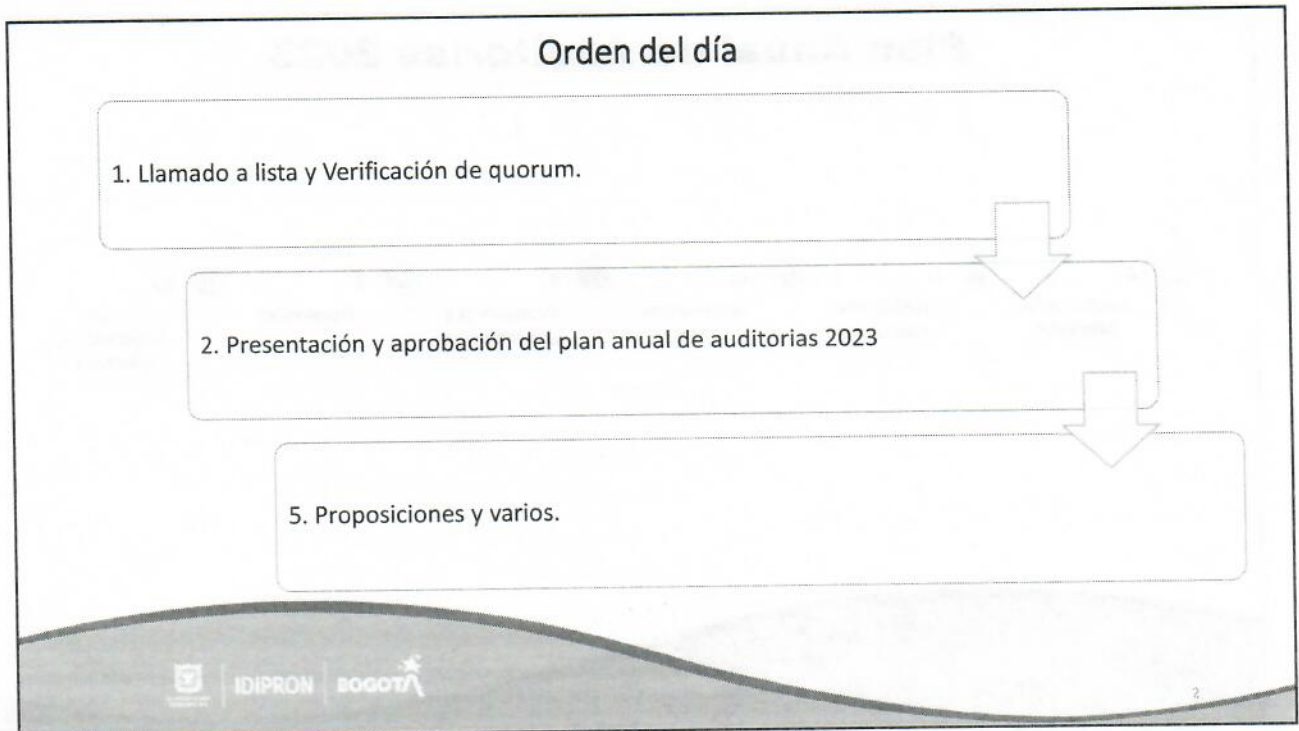 Orden del día
1. Llamado a lista y Verificación de quorum.
2. Presentación y aprobación del plan anual de auditorias 2023
5. Proposiciones y varios.
IDIPRON
BOGOTÁ
2